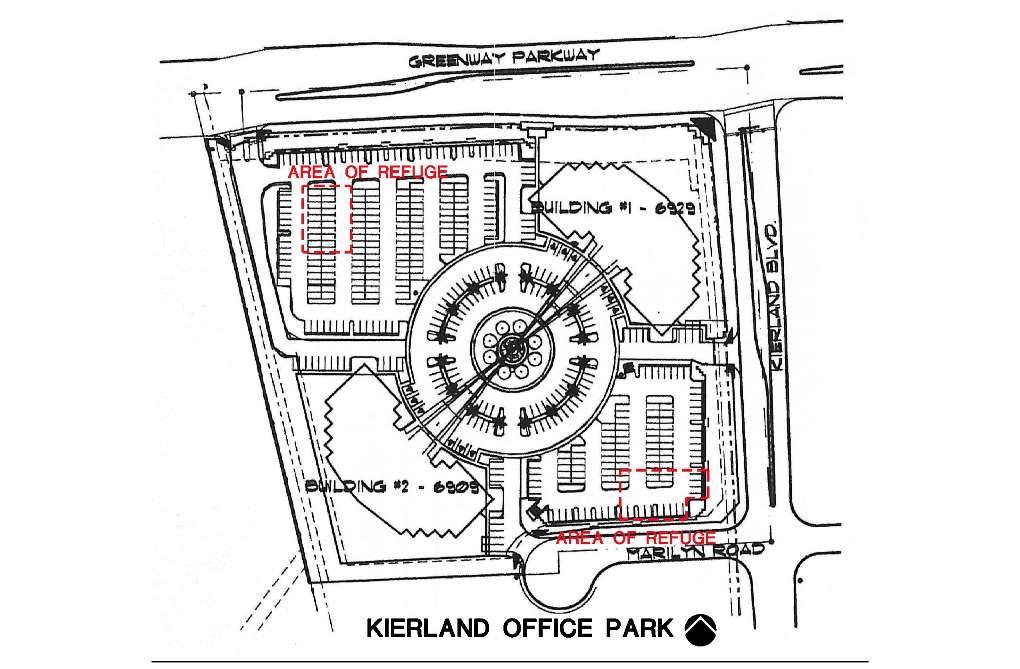 GREENWAY PARKWAY
AREA OF REFUGE
BUILDING #1 - 6929
KIERLAND BLVD.
BUILDING #2 - 6909
AREA OF REFUGE
MARILYN ROAD
KIERLAND OFFICE PARK